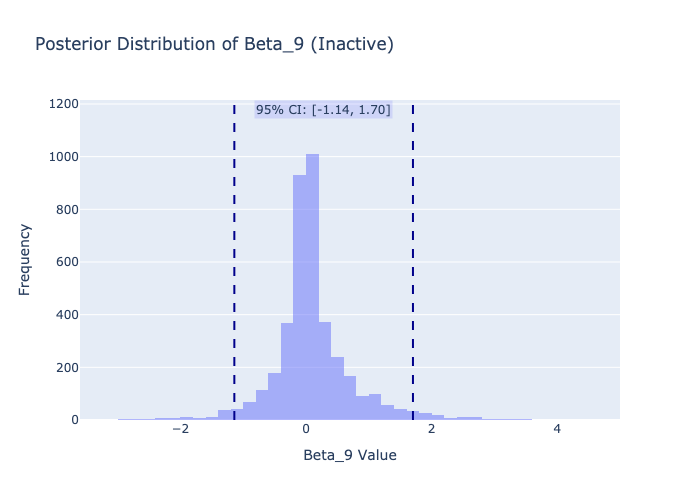 Posterior Distribution of Beta_9 (Inactive)
95% CI: [-1.14, 1.70]
1200
1000
800
600
400
200
0
Frequency
−2
0
2
4
Beta_9 Value